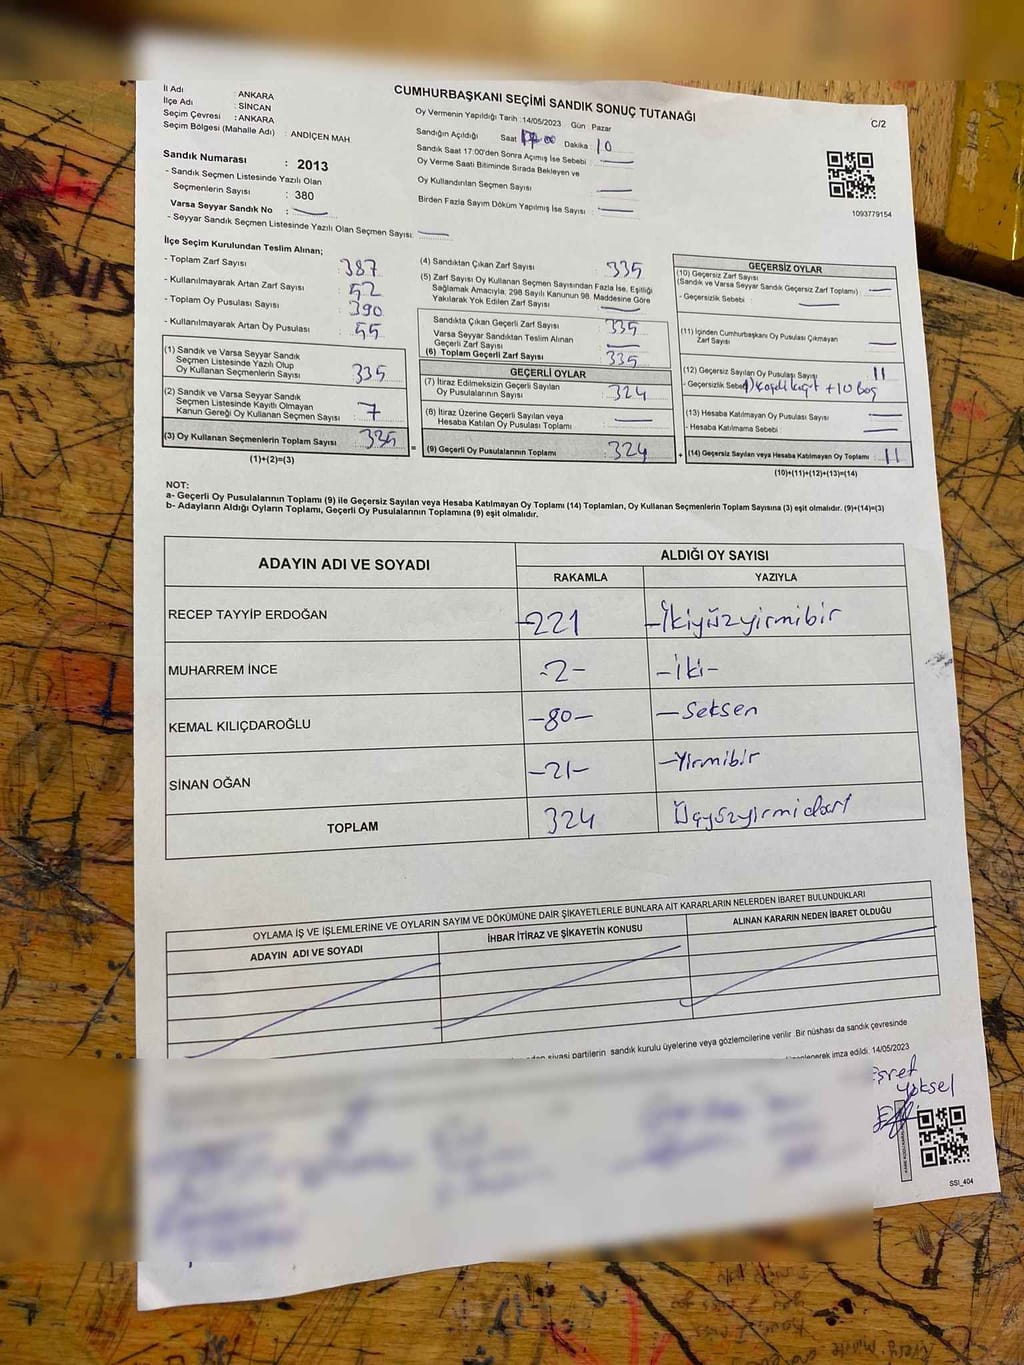 İl Adı : ANKARA
İlçe Adı : SİNCAN
Seçim Çevresi : ANKARA
Seçim Bölgesi (Mahalle Adı) : ANDİÇEN MAH.
Sandık Numarası : 2013
- Sandık Seçmen Listesinde Yazılı Olan
Seçmenlerin Sayısı : 380
Varsa Seyyar Sandık No :
- Seyyar Sandık Seçmen Listesinde Yazılı Olan Seçmen Sayısı:
CUMHURBAŞKANI SEÇİMİ SANDIK SONUÇ TUTANAĞI
C/2
Oy Vermenin Yapıldığı Tarih :14/05/2023 Gün : Pazar
Sandığın Açıldığı Saat Dakika : 10
Sandık Saat 17:00'den Sonra Açımış İse Sebebi :
Oy Verme Saati Bitiminde Sırada Bekleyen ve
Oy Kullandırılan Seçmen Sayısı :
Birden Fazla Sayım Döküm Yapılmış İse Sayısı :
1093779154
İlçe Seçim Kurulundan Teslim Alınan;
- Toplam Zarf Sayısı : 387
- Kullanılmayarak Artan Zarf Sayısı : 52
- Toplam Oy Pusulası Sayısı : 390
- Kullanılmayarak Artan Oy Pusulası : 55
(1) Sandık ve Varsa Seyyar Sandık
Seçmen Listesinde Yazılı Olup
Oy Kullanan Seçmenlerin Sayısı : 335
(2) Sandık ve Varsa Seyyar Sandık
Seçmen Listesinde Kayıtlı Olmayan
Kanun Gereği Oy Kullanan Seçmen Sayısı : 7
(3) Oy Kullanan Seçmenlerin Toplam Sayısı : 335
(1)+(2)=(3)
(4) Sandıktan Çıkan Zarf Sayısı : 335
(5) Zarf Sayısı Oy Kullanan Seçmen Sayısından Fazla İse, Eşitliği
Sağlamak Amacıyla, 298 Sayılı Kanunun 98. Maddesine Göre
Yakılarak Yok Edilen Zarf Sayısı :
Sandıkta Çıkan Geçerli Zarf Sayısı : 335
Varsa Seyyar Sandıktan Teslim Alınan
Geçerli Zarf Sayısı :
(6) Toplam Geçerli Zarf Sayısı : 335
GEÇERLİ OYLAR
(7) İtiraz Edilmeksizin Geçerli Sayılan
Oy Pusulalarının Sayısı : 324
(8) İtiraz Üzerine Geçerli Sayılan veya
Hesaba Katılan Oy Pusulası Toplamı :
= (9) Geçerli Oy Pusulalarının Toplamı : 324
GEÇERSİZ OYLAR
(10) Geçersiz Zarf Sayısı
(Sandık ve Varsa Seyyar Sandık Geçersiz Zarf Toplamı) :
- Geçersizlik Sebebi :
(11) İçinden Cumhurbaşkanı Oy Pusulası Çıkmayan
Zarf Sayısı :
(12) Geçersiz Sayılan Oy Pusulası Sayısı : 11
- Geçersizlik Sebebi + 10 boş
(13) Hesaba Katılmayan Oy Pusulası Sayısı :
- Hesaba Katılmama Sebebi :
+ (14) Geçersiz Sayılan veya Hesaba Katılmayan Oy Toplamı : 11
(10)+(11)+(12)+(13)=(14)
NOT:
a- Geçerli Oy Pusulalarının Toplamı (9) ile Geçersiz Sayılan veya Hesaba Katılmayan Oy Toplamı (14) Toplamları, Oy Kullanan Seçmenlerin Toplam Sayısına (3) eşit olmalıdır. (9)+(14)=(3)
b- Adayların Aldığı Oyların Toplamı, Geçerli Oy Pusulalarının Toplamına (9) eşit olmalıdır.
ADAYIN ADI VE SOYADI
ALDIĞI OY SAYISI
RAKAMLA YAZIYLA
RECEP TAYYİP ERDOĞAN -221 -İkiyüzyirmibir
MUHARREM İNCE -2- -iki-
KEMAL KILIÇDAROĞLU -80- -Seksen
SİNAN OĞAN -21- -Yirmibir
TOPLAM 324 Üçyüzyirmidört
OYLAMA İŞ VE İŞLEMLERİNE VE OYLARIN SAYIM VE DÖKÜMÜNE DAİR ŞİKAYETLERLE BUNLARA AİT KARARLARIN NELERDEN İBARET BULUNDUKLARI
ADAYIN ADI VE SOYADI
İHBAR İTİRAZ VE ŞİKAYETİN KONUSU
ALINAN KARARIN NEDEN İBARET OLDUĞU
siyasi partilerin sandık kurulu üyelerine veya gözlemcilerine verilir. Bir nüshası da sandık çevresinde
imza edildi. 14/05/2023
Yüksel
SSI_404